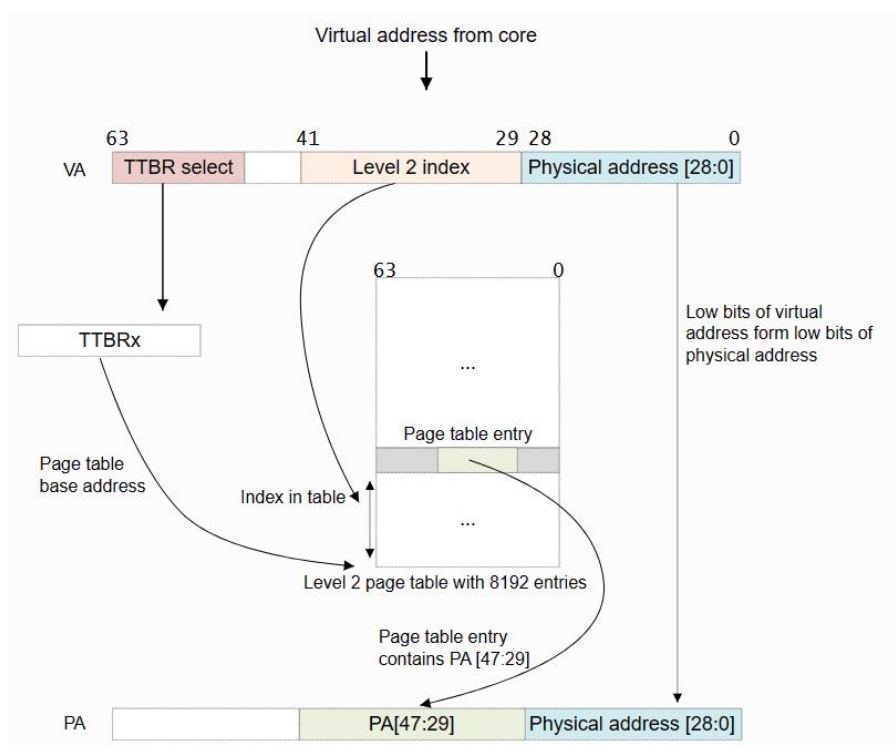 Virtual address from core
63 41 29 28 0
VA TTBR select Level 2 index Physical address [28:0]
63 0
TTBRx
Low bits of virtual
address form low bits of
physical address
...
Page table entry
Page table
base address
Index in table
...
Level 2 page table with 8192 entries
Page table entry
contains PA [47:29]
PA PA[47:29] Physical address [28:0]